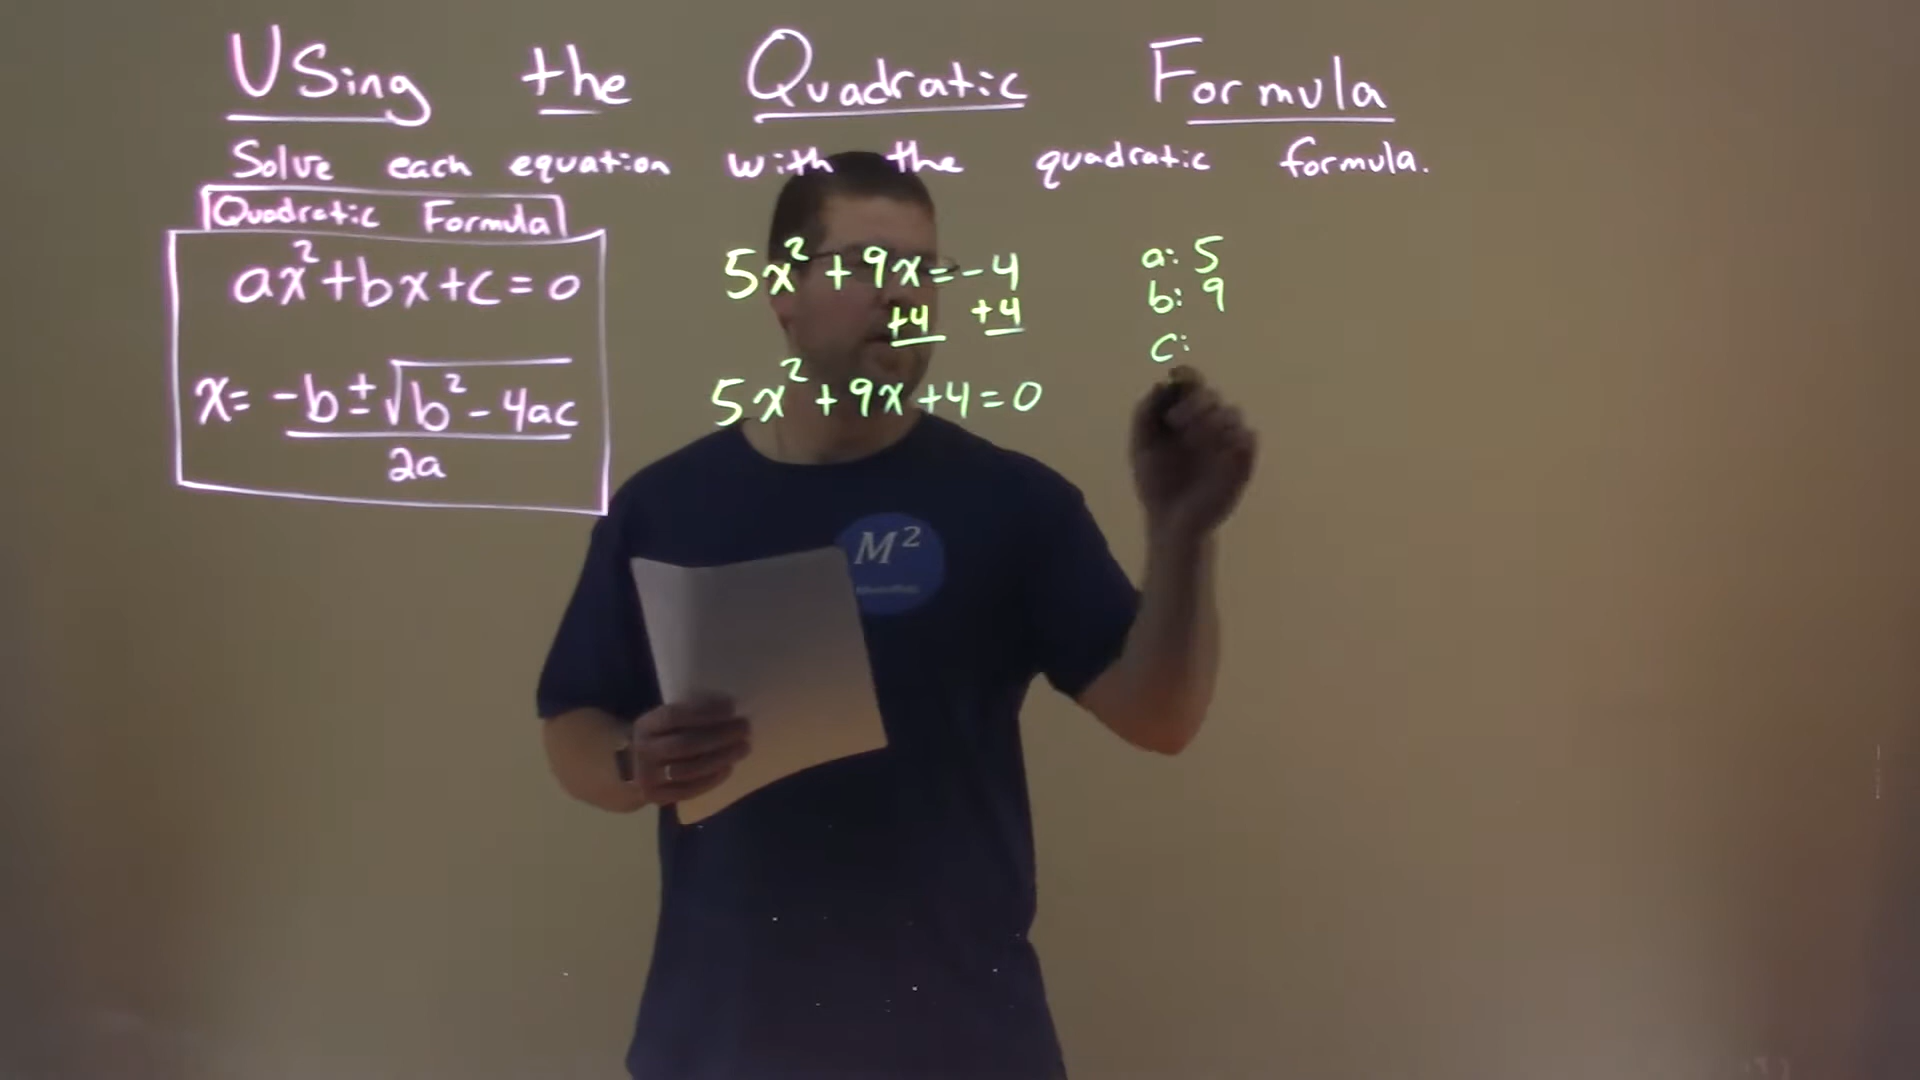 Using the Quadratic Formula
Solve each equation with the quadratic formula.
Quadratic Formula
ax²+bx+c=0
x= -b±√b²-4ac
2a
5x²+9x=-4
+4 +4
5x²+9x+4=0
a: 5
b: 9
c:
M²